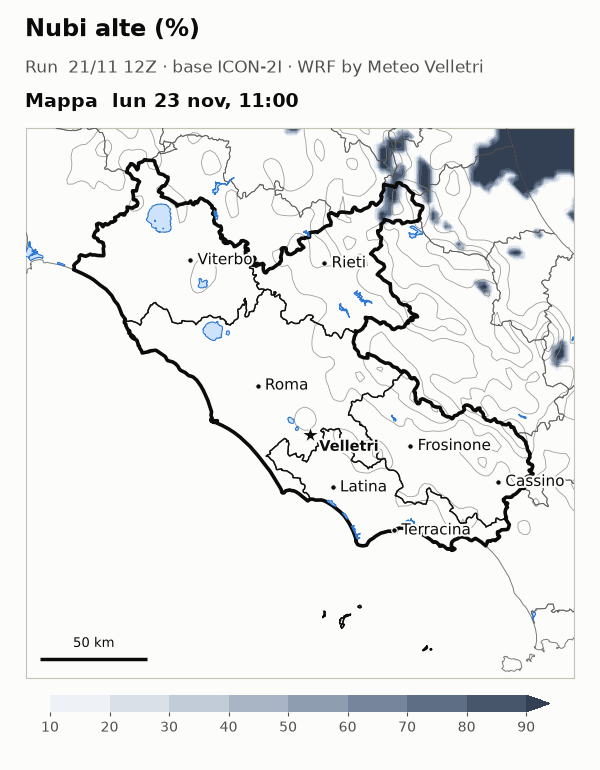 Nubi alte (%)
Run  21/11 12Z · base ICON-2I · WRF by Meteo Velletri
Mappa  lun 23 nov, 11:00
Viterbo
Rieti
Roma
Velletri
Frosinone
Latina
Cassino
Terracina
50 km
10 20 30 40 50 60 70 80 90